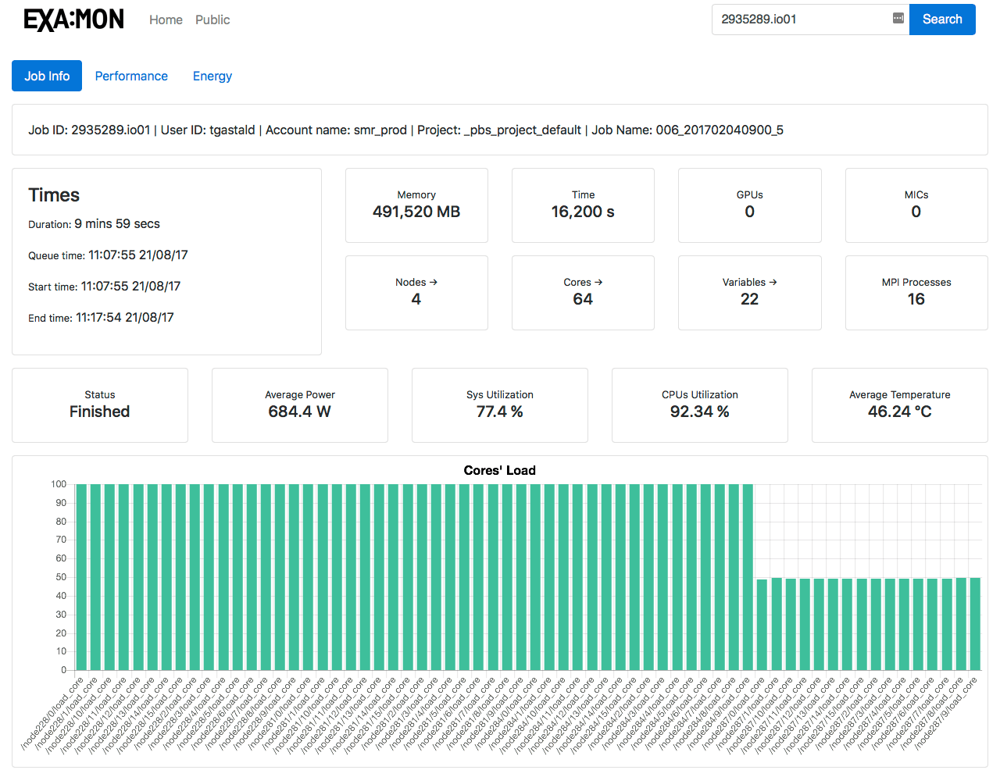 EXA:MON
Home
Public
2935289.io01
Search
Job Info
Performance
Energy
Job ID: 2935289.io01 | User ID: tgastald | Account name: smr_prod | Project: _pbs_project_default | Job Name: 006_201702040900_5
Times
Duration: 9 mins 59 secs
Queue time: 11:07:55 21/08/17
Start time: 11:07:55 21/08/17
End time: 11:17:54 21/08/17
Memory
491,520 MB
Time
16,200 s
GPUs
0
MICs
0
Nodes →
4
Cores →
64
Variables →
22
MPI Processes
16
Status
Finished
Average Power
684.4 W
Sys Utilization
77.4 %
CPUs Utilization
92.34 %
Average Temperature
46.24 °C
Cores' Load
100
90
80
70
60
50
40
30
20
10
0
/node228/0/load_core
/node228/1/load_core
/node228/10/load_core
/node228/11/load_core
/node228/12/load_core
/node228/13/load_core
/node228/14/load_core
/node228/15/load_core
/node228/2/load_core
/node228/3/load_core
/node228/4/load_core
/node228/5/load_core
/node228/6/load_core
/node228/7/load_core
/node228/8/load_core
/node228/9/load_core
/node281/0/load_core
/node281/1/load_core
/node281/10/load_core
/node281/11/load_core
/node281/12/load_core
/node281/13/load_core
/node281/14/load_core
/node281/15/load_core
/node281/2/load_core
/node281/3/load_core
/node281/4/load_core
/node281/5/load_core
/node281/6/load_core
/node281/7/load_core
/node281/8/load_core
/node281/9/load_core
/node284/0/load_core
/node284/1/load_core
/node284/10/load_core
/node284/11/load_core
/node284/12/load_core
/node284/13/load_core
/node284/14/load_core
/node284/15/load_core
/node284/2/load_core
/node284/3/load_core
/node284/4/load_core
/node284/5/load_core
/node284/6/load_core
/node284/7/load_core
/node284/8/load_core
/node284/9/load_core
/node287/0/load_core
/node287/1/load_core
/node287/10/load_core
/node287/11/load_core
/node287/12/load_core
/node287/13/load_core
/node287/14/load_core
/node287/15/load_core
/node287/2/load_core
/node287/3/load_core
/node287/4/load_core
/node287/5/load_core
/node287/6/load_core
/node287/7/load_core
/node287/8/load_core
/node287/9/load_core